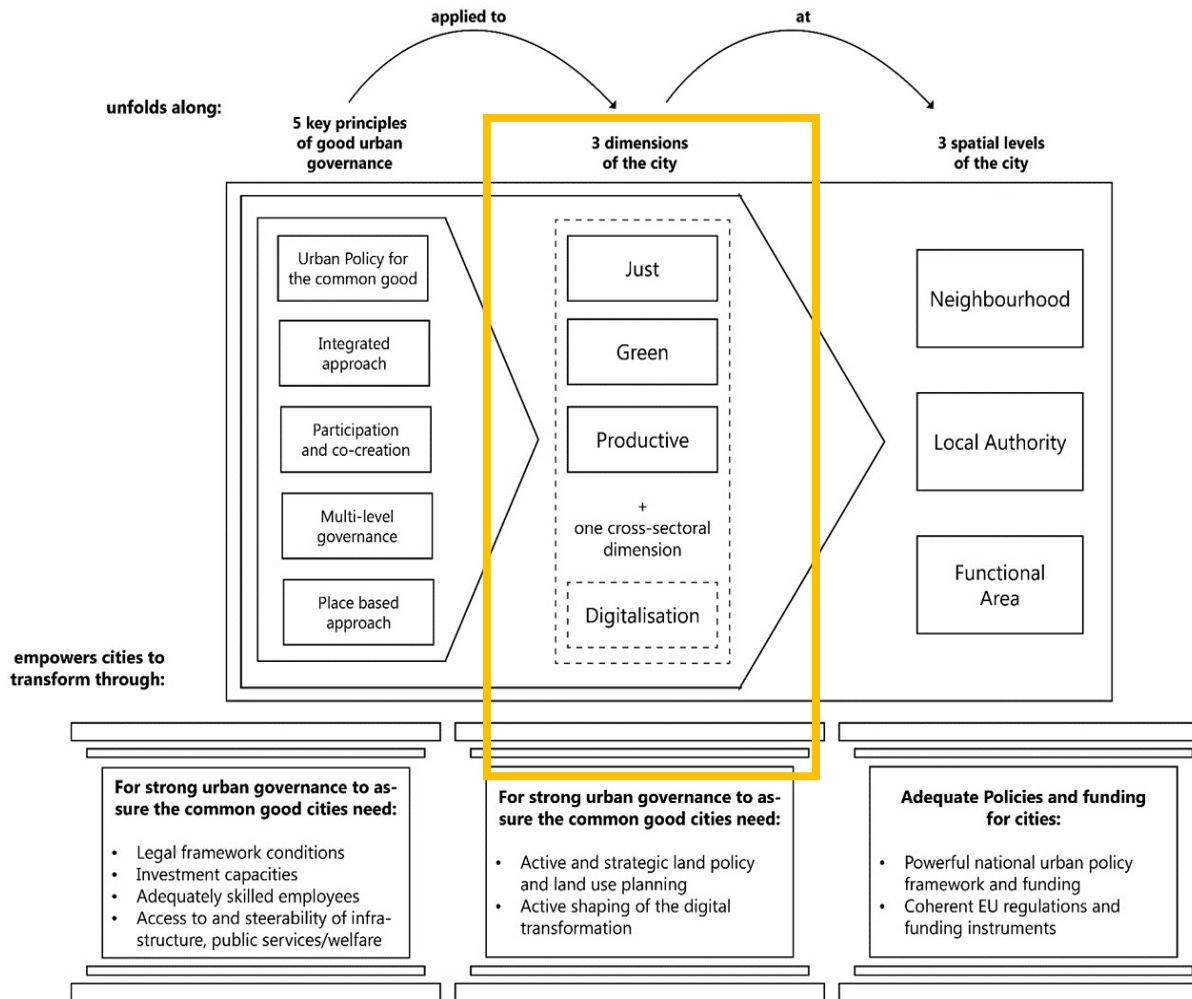 applied to
at
unfolds along:
5 key principles
of good urban
governance
3 dimensions
of the city
3 spatial levels
of the city
Urban Policy for
the common good
Integrated
approach
Participation
and co-creation
Multi-level
governance
Place based
approach
Just
Green
Productive
+
one cross-sectoral
dimension
Digitalisation
Neighbourhood
Local Authority
Functional
Area
empowers cities to
transform through:
For strong urban governance to as-
sure the common good cities need:
• Legal framework conditions
• Investment capacities
• Adequately skilled employees
• Access to and steerability of infra-
structure, public services/welfare
For strong urban governance to as-
sure the common good cities need:
• Active and strategic land policy
and land use planning
• Active shaping of the digital
transformation
Adequate Policies and funding
for cities:
• Powerful national urban policy
framework and funding
• Coherent EU regulations and
funding instruments